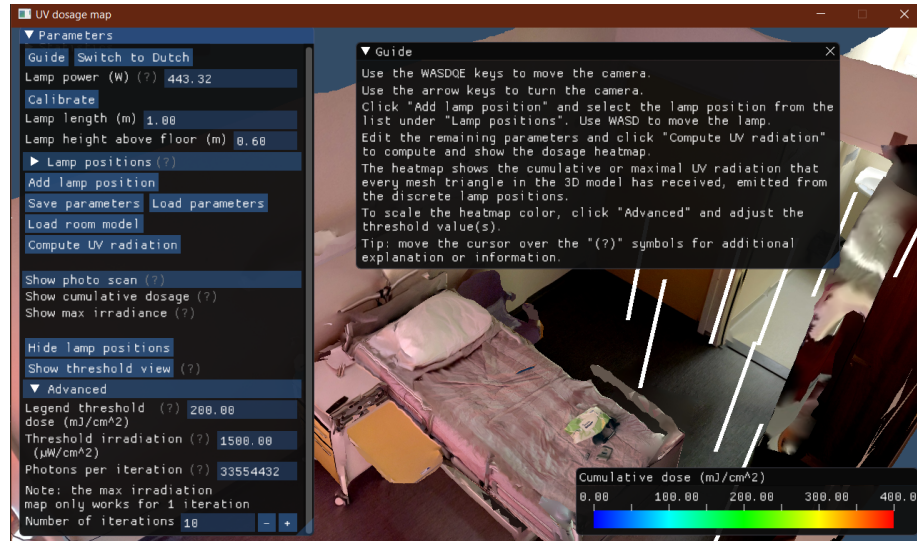 UV dosage map
Parameters
Guide Switch to Dutch
Lamp power (W) (?) 443.32
Calibrate
Lamp length (m) 1.00
Lamp height above floor (m) 0.60
Lamp positions(?)
Add lamp position
Save parameters Load parameters
Load room model
Compute UV radiation
Show photo scan (?)
Show cumulative dosage (?)
Show max irradiance (?)
Hide lamp positions
Show threshold view (?)
Advanced
Legend threshold (?) 200.00
dose (mJ/cm^2)
Threshold irradiation (?) 1500.00
(µW/cm^2)
Photons per iteration (?) 33554432
Note: the max irradiation
map only works for 1 iteration
Number of iterations 10 - +
Guide
Use the WASDQE keys to move the camera.
Use the arrow keys to turn the camera.
Click "Add lamp position" and select the lamp position from the
list under "Lamp positions". Use WASD to move the lamp.
Edit the remaining parameters and click "Compute UV radiation"
to compute and show the dosage heatmap.
The heatmap shows the cumulative or maximal UV radiation that
every mesh triangle in the 3D model has received, emitted from
the discrete lamp positions.
To scale the heatmap color, click "Advanced" and adjust the
threshold value(s).
Tip: move the cursor over the "(?)" symbols for additional
explanation or information.
Cumulative dose (mJ/cm^2)
0.00 100.00 200.00 300.00 400.0